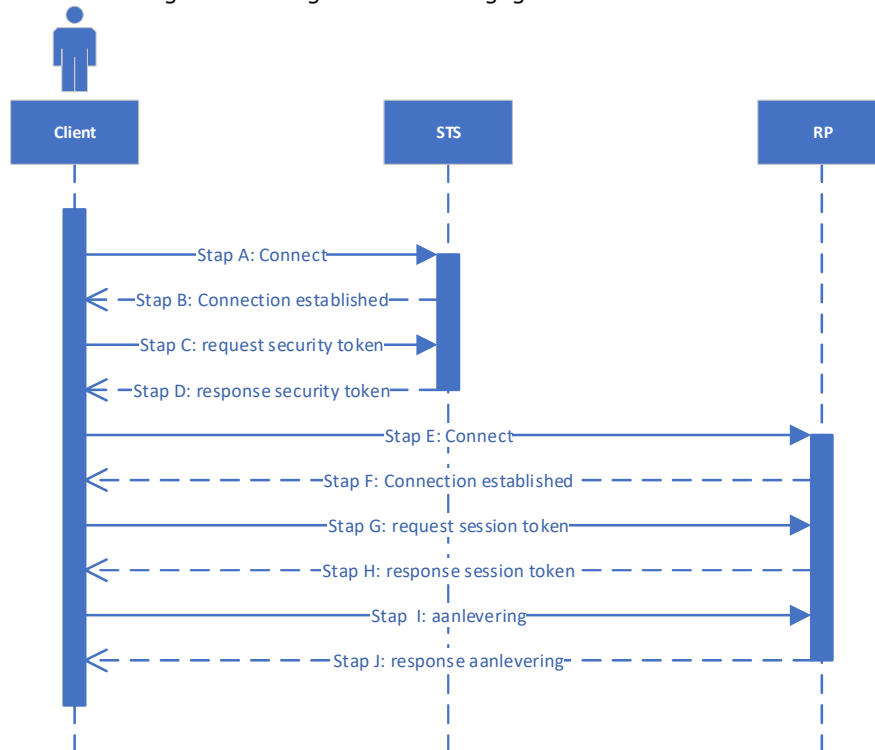 Client
STS
RP
Stap A: Connect
Stap B: Connection established
Stap C: request security token
Stap D: response security token
Stap E: Connect
Stap F: Connection established
Stap G: request session token
Stap H: response session token
Stap I: aanlevering
Stap J: response aanlevering